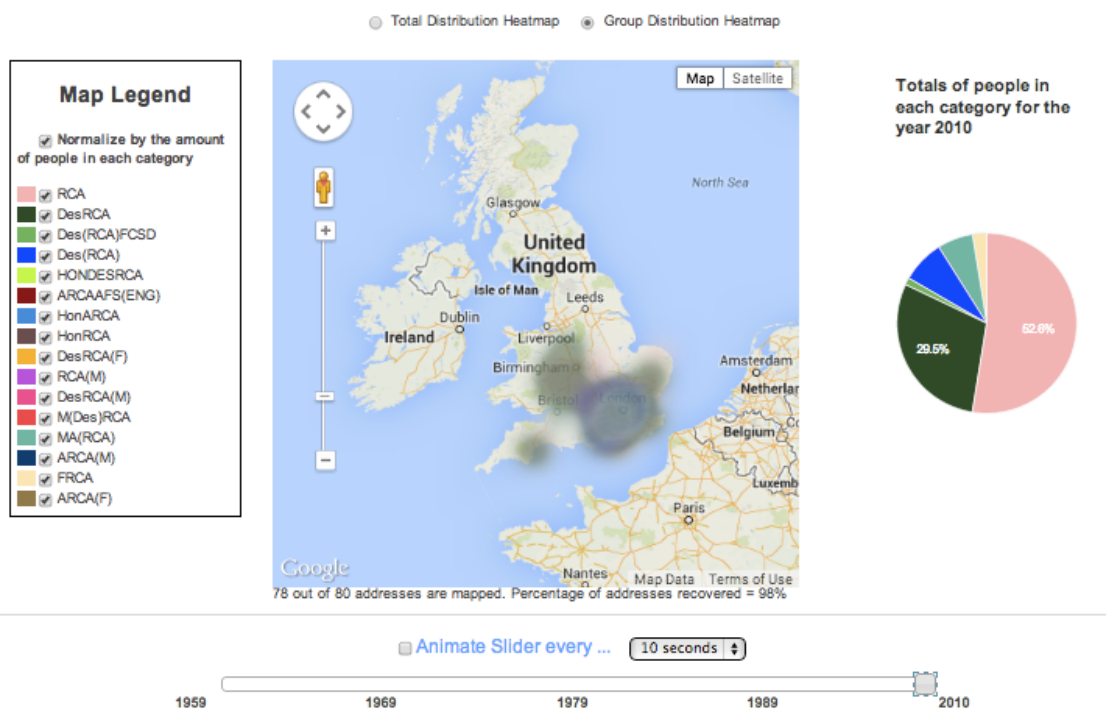 Total Distribution Heatmap
Group Distribution Heatmap
Map Legend
Normalize by the amount
of people in each category
RCA
DesRCA
Des(RCA)FCSD
Des(RCA)
HONDESRCA
ARCAAFS(ENG)
HonARCA
HonRCA
DesRCA(F)
RCA(M)
DesRCA(M)
M(Des)RCA
MA(RCA)
ARCA(M)
FRCA
ARCA(F)
Map
Satellite
North Sea
Glasgow
United
Kingdom
Isle of Man
Leeds
Dublin
Ireland
Liverpool
Birmingham
Amsterdam
Netherlar
Bristol
London
Belgium
Co
Luxemb
Paris
Nantes
Google
Map Data
Terms of Use
78 out of 80 addresses are mapped. Percentage of addresses recovered = 98%
Totals of people in
each category for the
year 2010
52.6%
29.5%
Animate Slider every ...
10 seconds
1959
1969
1979
1989
2010